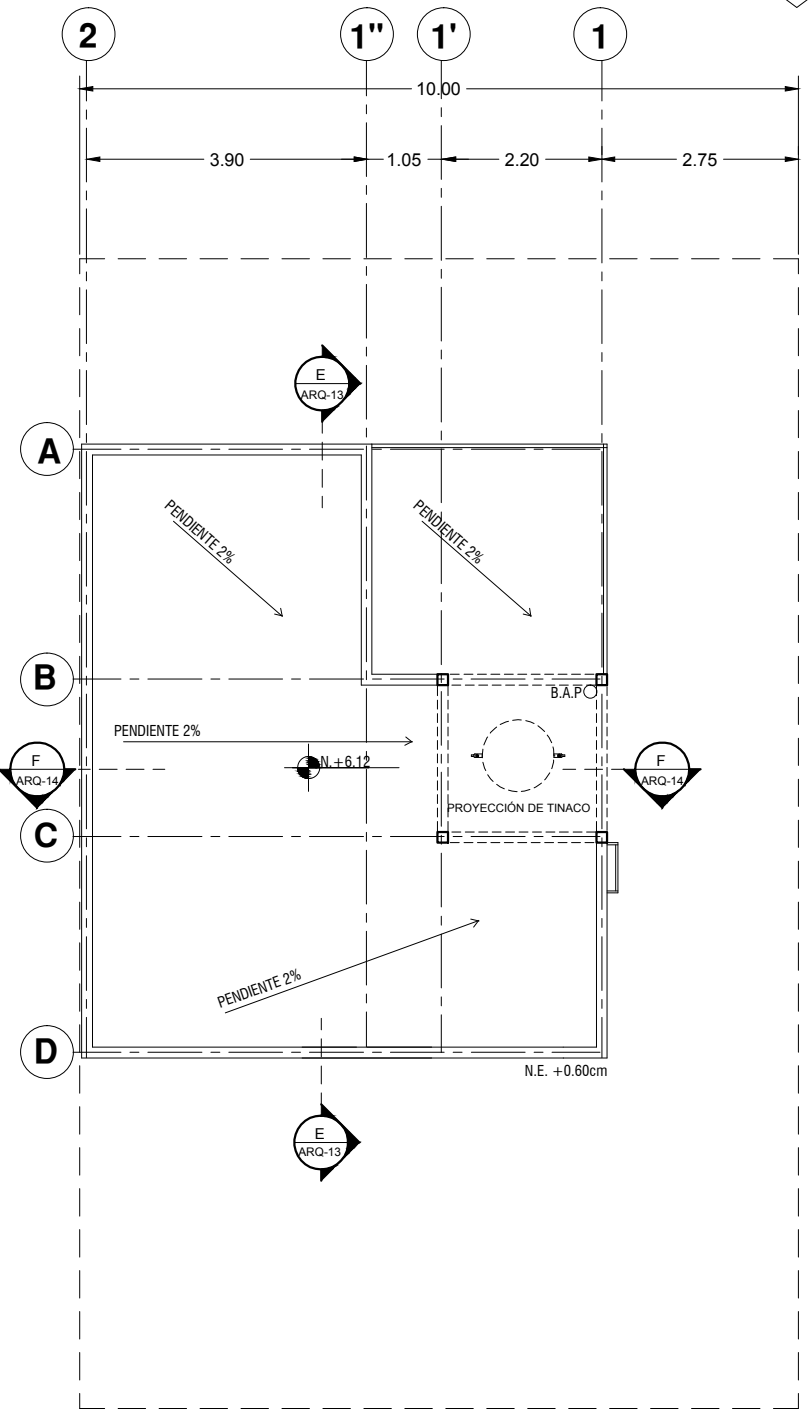 2
1''
1'
1
10.00
3.90
1.05
2.20
2.75
E
ARQ-13
A
PENDIENTE 2%
PENDIENTE 2%
B
B.A.P
PENDIENTE 2%
F
ARQ-14
N.+6.12
F
ARQ-14
PROYECCIÓN DE TINACO
C
PENDIENTE 2%
D
N.E. +0.60cm
E
ARQ-13